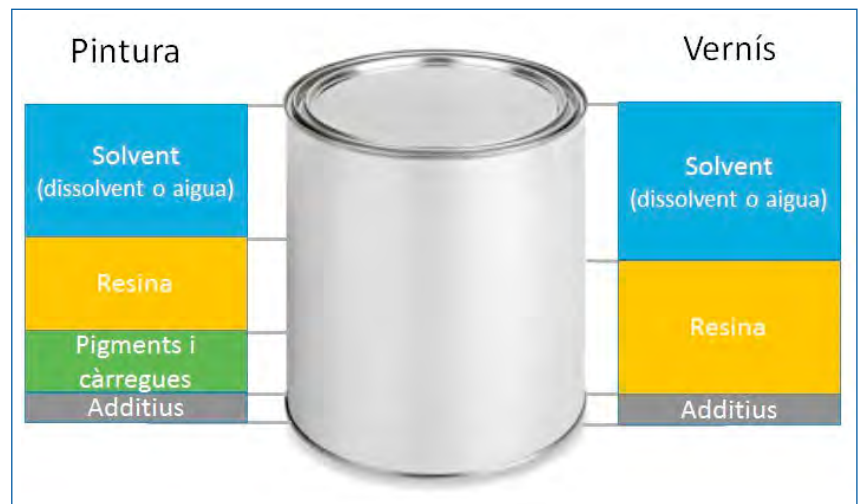 Pintura
Solvent
(dissolvent o aigua)
Resina
Pigments i
càrregues
Additius
Vernís
Solvent
(dissolvent o aigua)
Resina
Additius